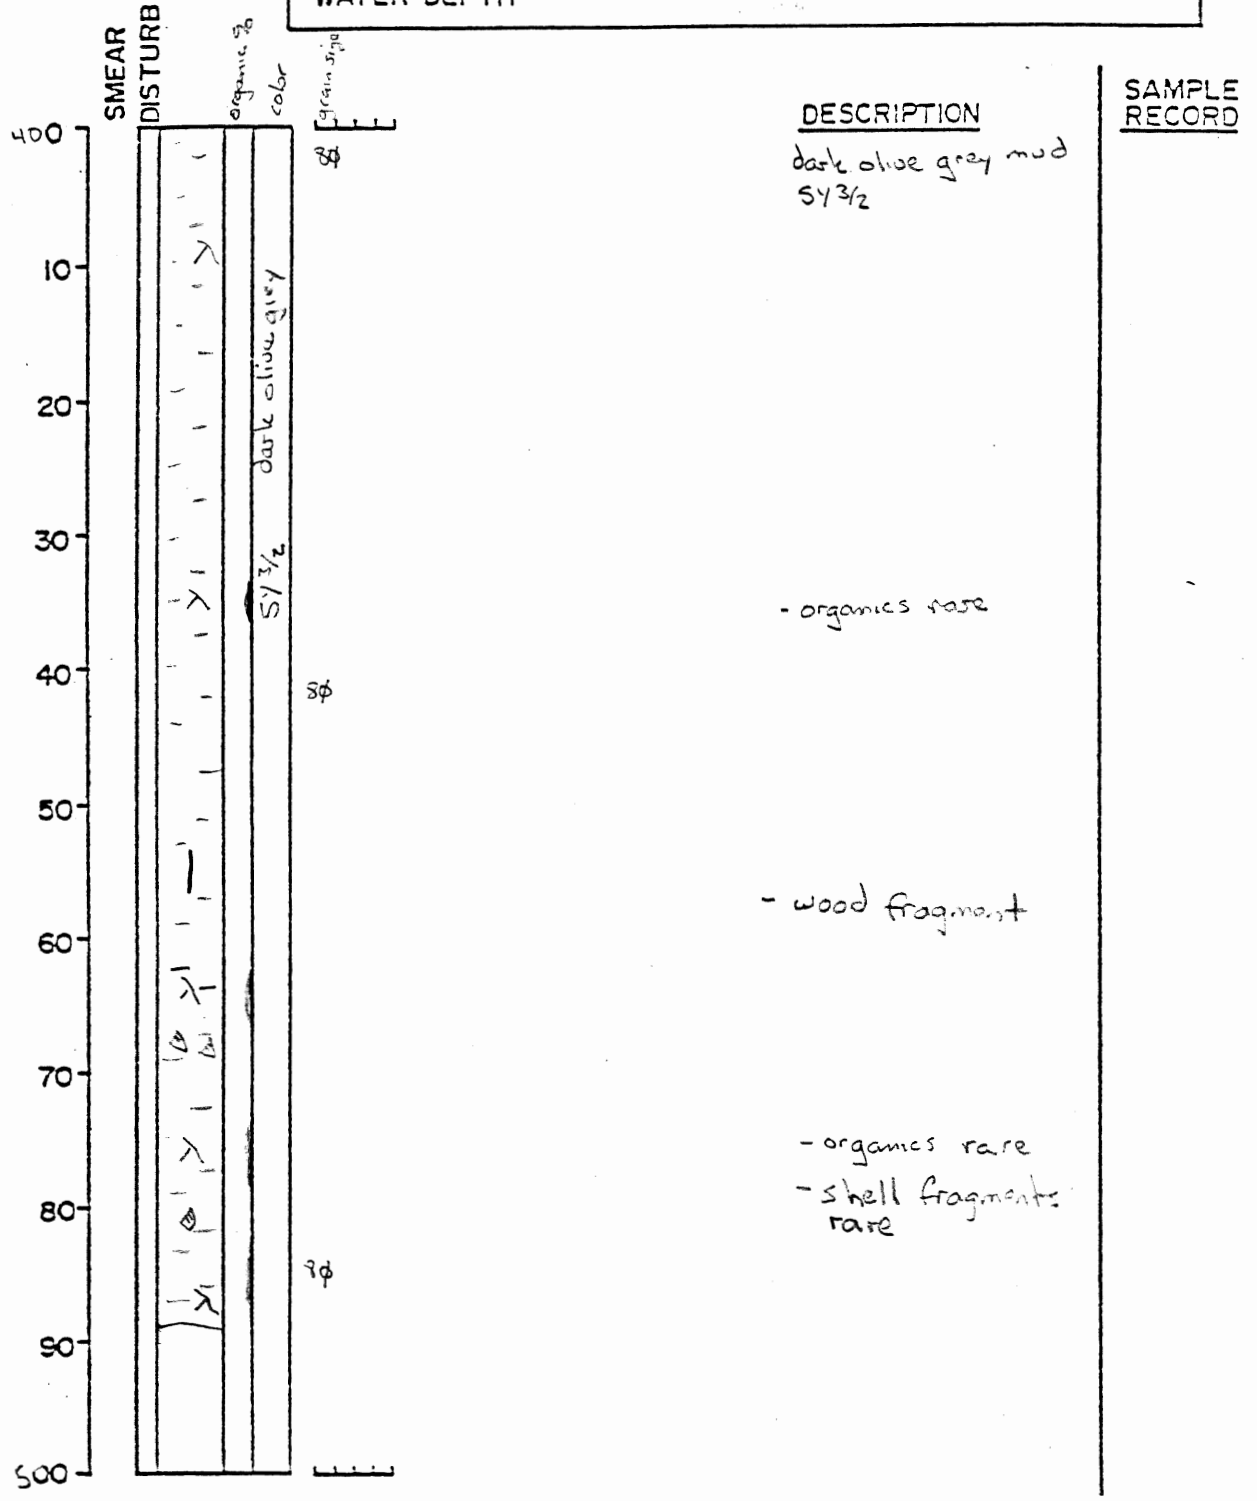 WATER DEPTH
SMEAR
DISTURB
organic %
color
grain size
DESCRIPTION
SAMPLE
RECORD
400
10
20
30
40
50
60
70
80
90
500
8φ
dark olive grey mud
5Y 3/2
dark olive grey
5Y 3/2
- organics rare
8φ
- wood fragment
- organics rare
- shell fragments
rare
8φ